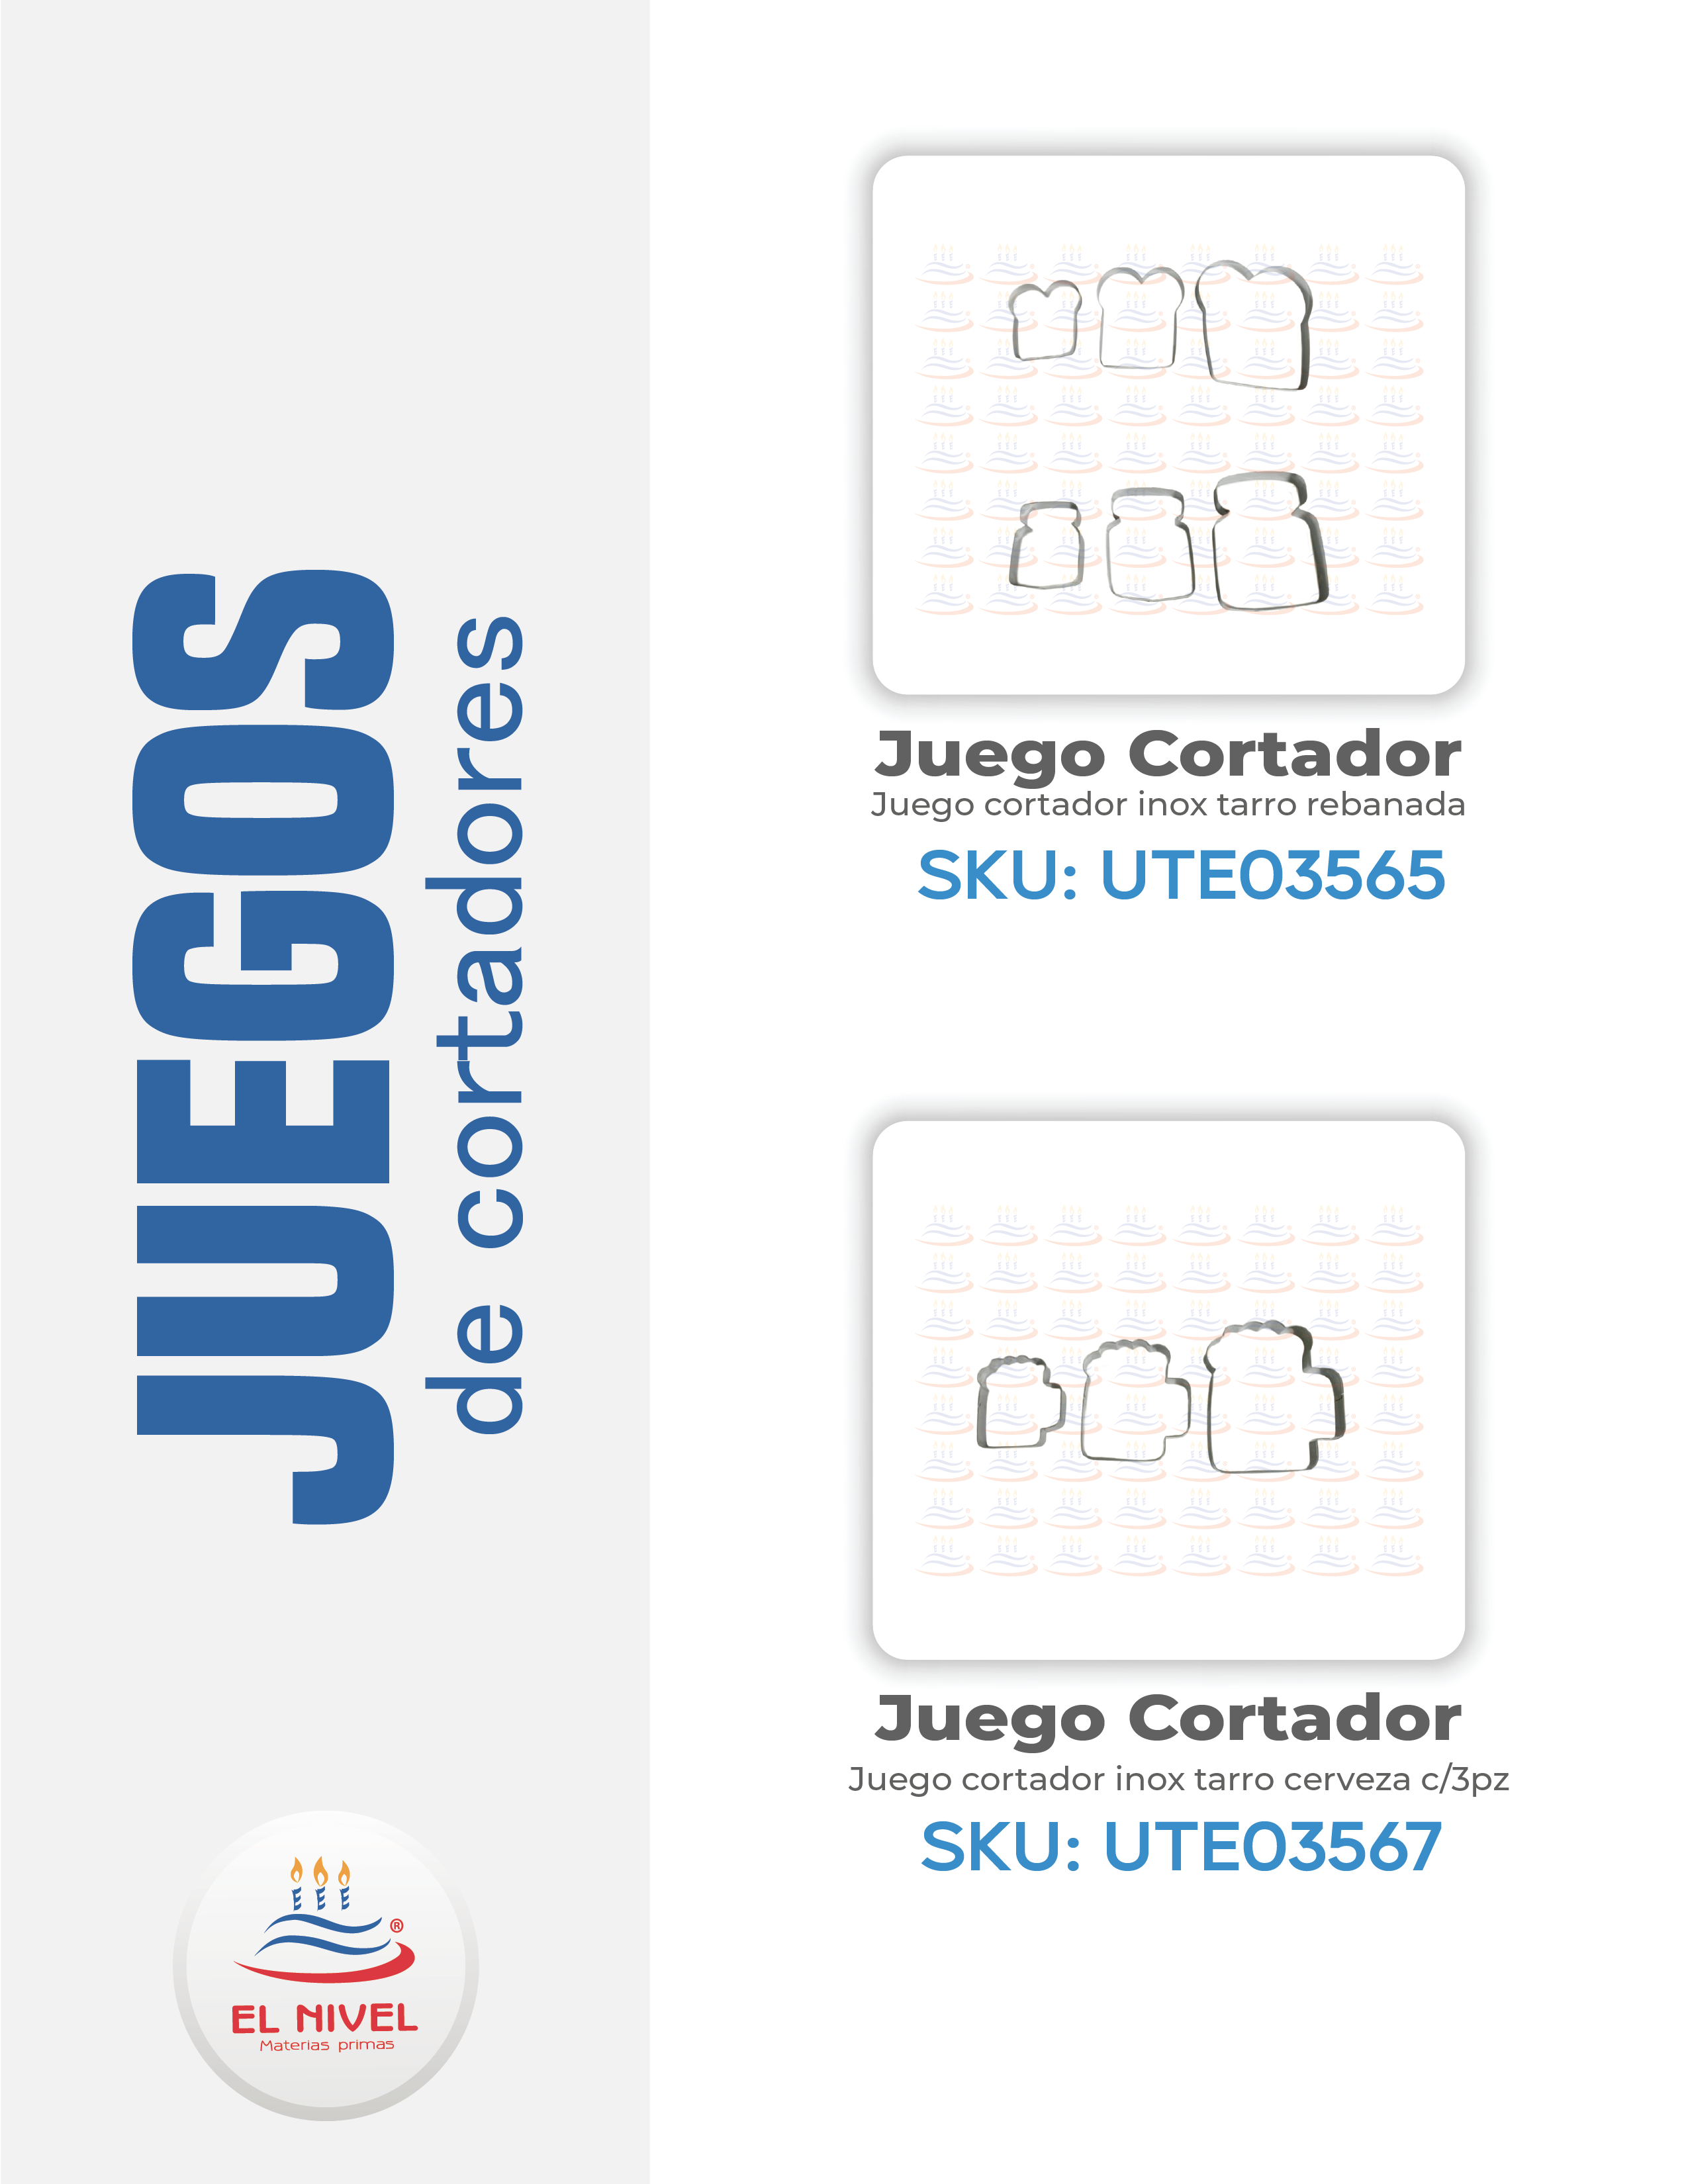 JUEGOS
de cortadores
Juego Cortador
Juego cortador inox tarro rebanada
SKU: UTE03565
Juego Cortador
Juego cortador inox tarro cerveza c/3pz
SKU: UTE03567
®
EL NIVEL
Materias primas